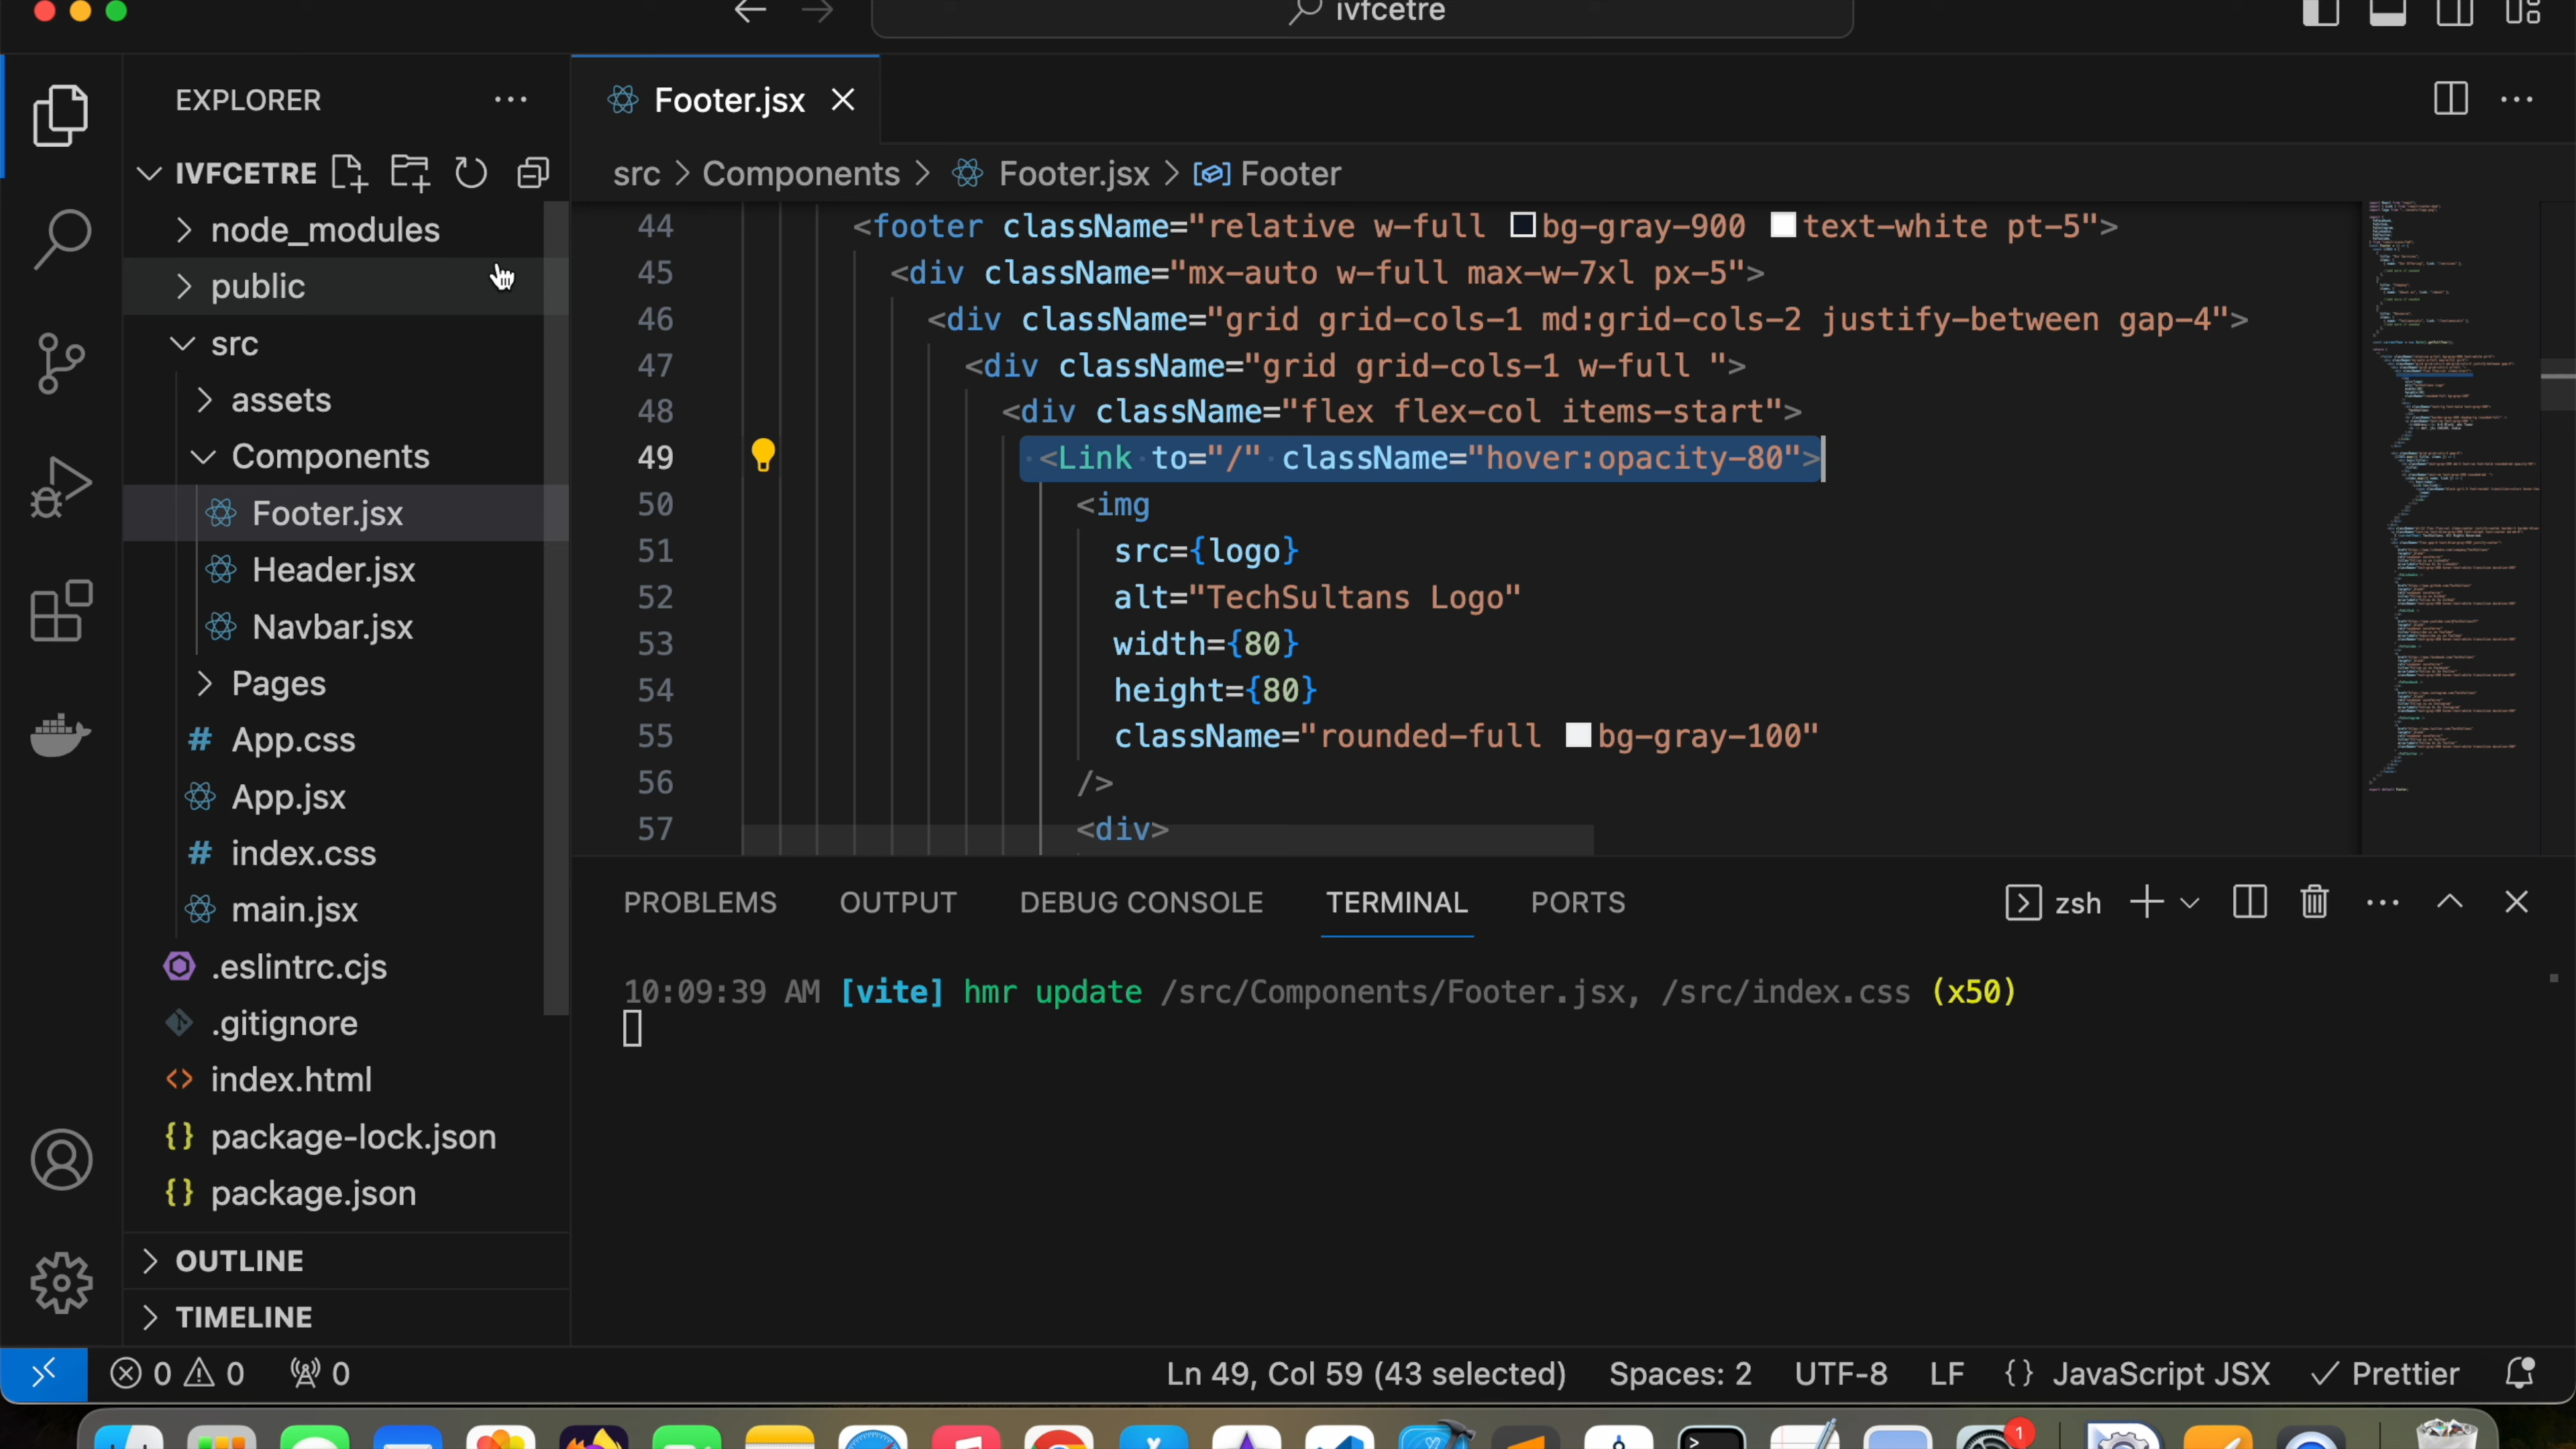 ivfcetre
EXPLORER
IVFCETRE
node_modules
public
src
assets
Components
Footer.jsx
Header.jsx
Navbar.jsx
Pages
# App.css
App.jsx
# index.css
main.jsx
.eslintrc.cjs
.gitignore
<> index.html
{} package-lock.json
{} package.json
OUTLINE
TIMELINE
Footer.jsx
src > Components > Footer.jsx > Footer
44 <footer className="relative w-full bg-gray-900 text-white pt-5">
45 <div className="mx-auto w-full max-w-7xl px-5">
46 <div className="grid grid-cols-1 md:grid-cols-2 justify-between gap-4">
47 <div className="grid grid-cols-1 w-full ">
48 <div className="flex flex-col items-start">
49 <Link to="/" className="hover:opacity-80">
50 <img
51 src={logo}
52 alt="TechSultans Logo"
53 width={80}
54 height={80}
55 className="rounded-full bg-gray-100"
56 />
57 <div>
PROBLEMS OUTPUT DEBUG CONSOLE TERMINAL PORTS
zsh
10:09:39 AM [vite] hmr update /src/Components/Footer.jsx, /src/index.css (x50)
0 0 0
Ln 49, Col 59 (43 selected) Spaces: 2 UTF-8 LF {} JavaScript JSX Prettier
1